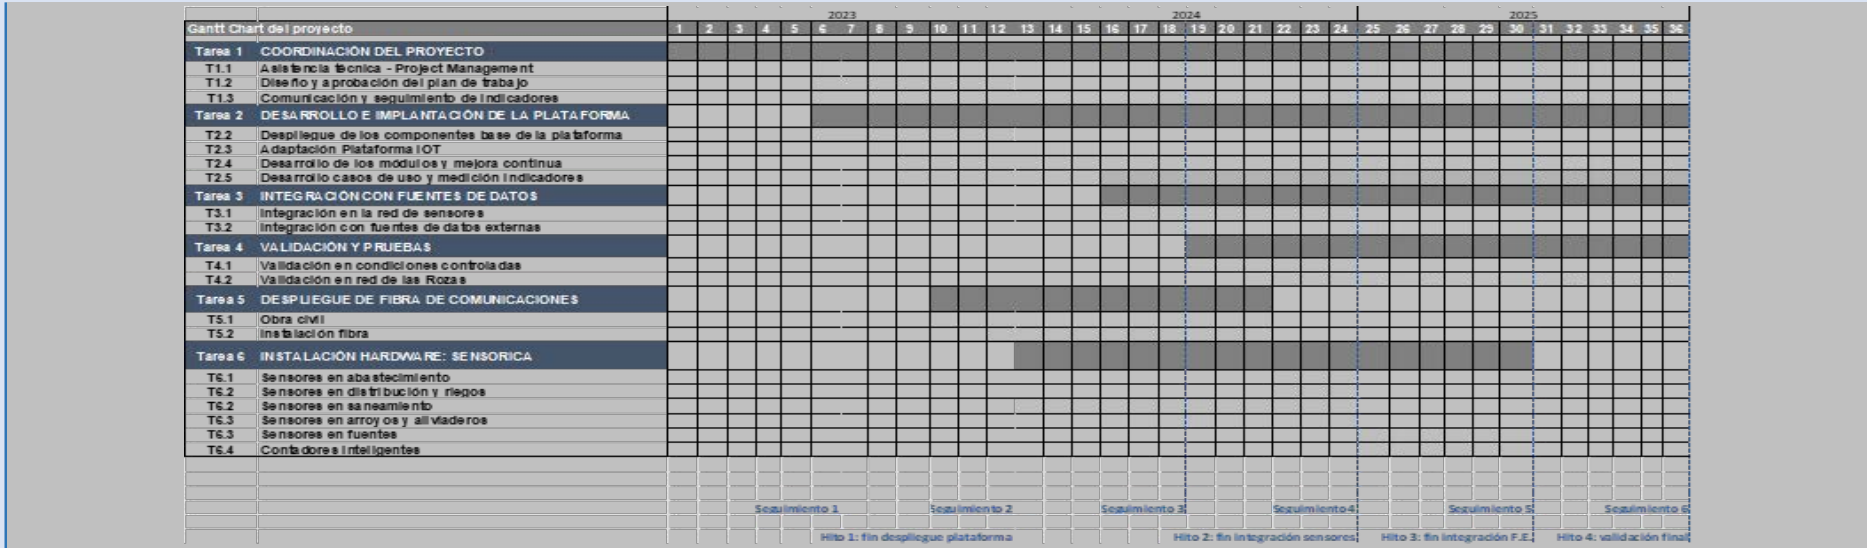 2023 2024 2025
Gantt Chart del proyecto 1 2 3 4 5 6 7 8 9 10 11 12 13 14 15 16 17 18 19 20 21 22 23 24 25 26 27 28 29 30 31 32 33 34 35 36
Tarea 1 COORDINACIÓN DEL PROYECTO
T1.1 Asistencia técnica - Project Management
T1.2 Diseño y aprobación del plan de trabajo
T1.3 Comunicación y seguimiento de indicadores
Tarea 2 DESARROLLO E IMPLANTACIÓN DE LA PLATAFORMA
T2.2 Despliegue de los componentes base de la plataforma
T2.3 Adaptación Plataforma IOT
T2.4 Desarrollo de los módulos y mejora continua
T2.5 Desarrollo casos de uso y medición indicadores
Tarea 3 INTEGRACIÓN CON FUENTES DE DATOS
T3.1 Integración en la red de sensores
T3.2 Integración con fuentes de datos externas
Tarea 4 VALIDACIÓN Y PRUEBAS
T4.1 Validación en condiciones controladas
T4.2 Validación en red de las Rozas
Tarea 5 DESPLIEGUE DE FIBRA DE COMUNICACIONES
T5.1 Obra civil
T5.2 Instalación fibra
Tarea 6 INSTALACIÓN HARDWARE: SENSORICA
T6.1 Sensores en abastecimiento
T6.2 Sensores en distribución y riegos
T6.2 Sensores en saneamiento
T6.3 Sensores en arroyos y aliviaderos
T6.3 Sensores en fuentes
T6.4 Contadores inteligentes
Seguimiento 1 Seguimiento 2 Seguimiento 3 Seguimiento 4 Seguimiento 5 Seguimiento 6
Hito 1: fin despliegue plataforma Hito 2: fin integración sensores Hito 3: fin integración F.E. Hito 4: validación final